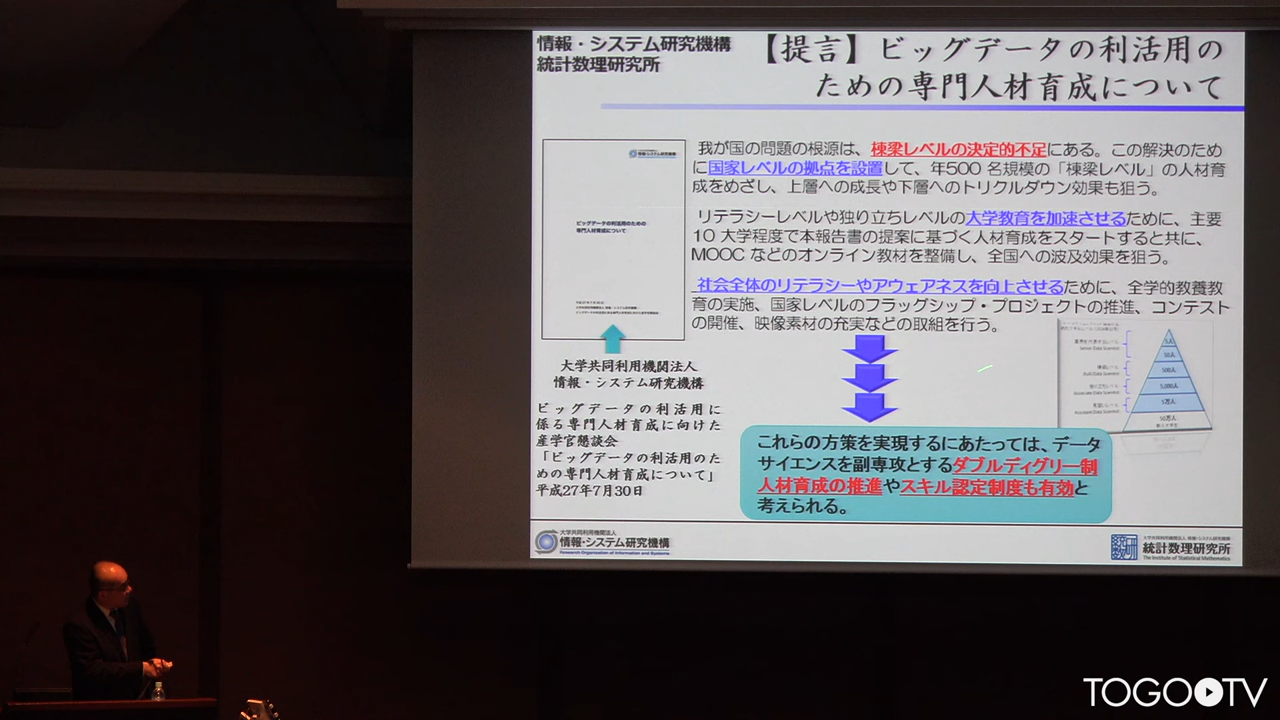 情報・システム研究機構
統計数理研究所
【提言】ビッグデータの利活用の
ための専門人材育成について
我が国の問題の根源は、棟梁レベルの決定的不足にある。この解決のため
に国家レベルの拠点を設置して、年500 名規模の「棟梁レベル」の人材育
成をめざし、上層への成長や下層へのトリクルダウン効果も狙う。
リテラシーレベルや独り立ちレベルの大学教育を加速させるために、主要
10 大学程度で本報告書の提案に基づく人材育成をスタートすると共に、
MOOC などのオンライン教材を整備し、全国への波及効果を狙う。
社会全体のリテラシーやアウェアネスを向上させるために、全学的教養教
育の実施、国家レベルのフラッグシップ・プロジェクトの推進、コンテスト
の開催、映像素材の充実などの取組を行う。
ビッグデータの利活用のための
専門人材育成について
大学共同利用機関法人
情報・システム研究機構
ビッグデータの利活用に
係る専門人材育成に向けた
産学官懇談会
「ビッグデータの利活用のた
めの専門人材育成について」
平成27年7月30日
5人
50人
500人
5,000人
5万人
50万人
これらの方策を実現するにあたっては、データ
サイエンスを副専攻とするダブルディグリー制
人材育成の推進やスキル認定制度も有効と
考えられる。
大学共同利用機関法人
情報・システム研究機構
Research Organization of Information and Systems
統計数理研究所
The Institute of Statistical Mathematics
TOGO TV